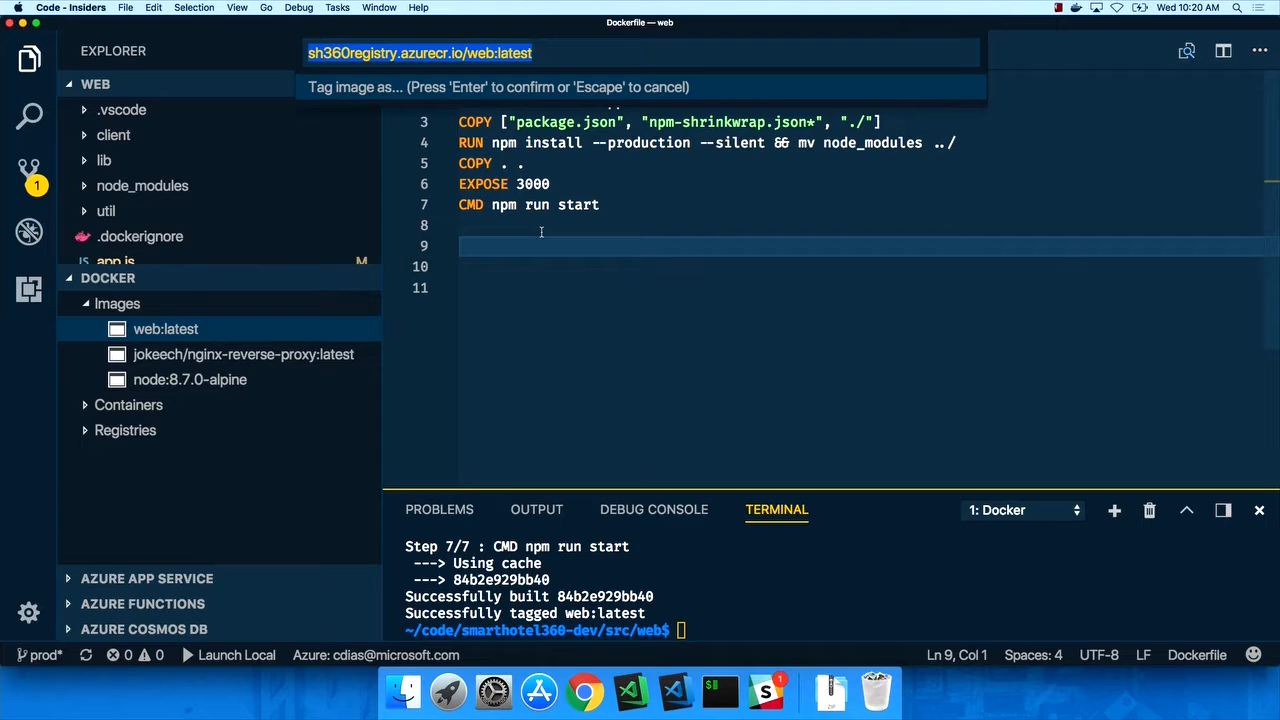 Code - Insiders File Edit Selection View Go Debug Tasks Window Help Wed 10:20 AM
Dockerfile — web
EXPLORER
sh360registry.azurecr.io/web:latest
Tag image as... (Press 'Enter' to confirm or 'Escape' to cancel)
WEB
.vscode
client
lib
node_modules
util
.dockerignore
app.js M
DOCKER
Images
web:latest
jokeech/nginx-reverse-proxy:latest
node:8.7.0-alpine
Containers
Registries
AZURE APP SERVICE
AZURE FUNCTIONS
AZURE COSMOS DB
3 COPY ["package.json", "npm-shrinkwrap.json*", "./"]
4 RUN npm install --production --silent && mv node_modules ../
5 COPY . .
6 EXPOSE 3000
7 CMD npm run start
8
9
10
11
PROBLEMS OUTPUT DEBUG CONSOLE TERMINAL 1: Docker
Step 7/7 : CMD npm run start
---> Using cache
---> 84b2e929bb40
Successfully built 84b2e929bb40
Successfully tagged web:latest
~/code/smarthotel360-dev/src/web$
1
prod* 0 0 Launch Local Azure: cdias@microsoft.com Ln 9, Col 1 Spaces: 4 UTF-8 LF Dockerfile
$ S 1 ZIP